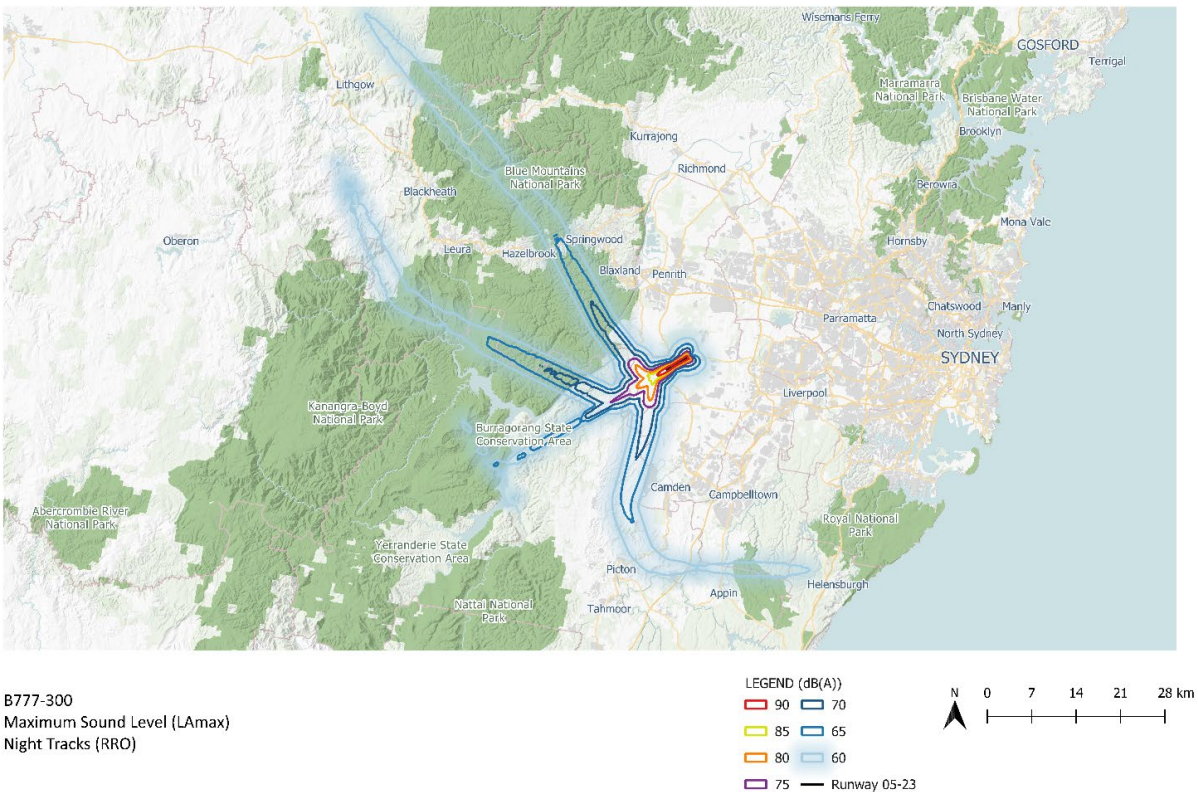 Wisemans Ferry
GOSFORD
Terrigal
Lithgow
Marramarra
National Park
Brisbane Water
National Park
Brooklyn
Kurrajong
Richmond
Blue Mountains
National Park
Blackheath
Berowra
Mona Vale
Oberon
Leura
Hazelbrook
Springwood
Hornsby
Blaxland
Penrith
Chatswood
Manly
Parramatta
North Sydney
SYDNEY
Liverpool
Kanangra-Boyd
National Park
Burragorang State
Conservation Area
Camden
Campbelltown
Abercrombie River
National Park
Royal National
Park
Yerranderie State
Conservation Area
Picton
Helensburgh
Appin
Nattai National
Park
Tahmoor
B777-300
Maximum Sound Level (LAmax)
Night Tracks (RRO)
LEGEND (dB(A))
90 70
85 65
80 60
75 Runway 05-23
N 0 7 14 21 28 km